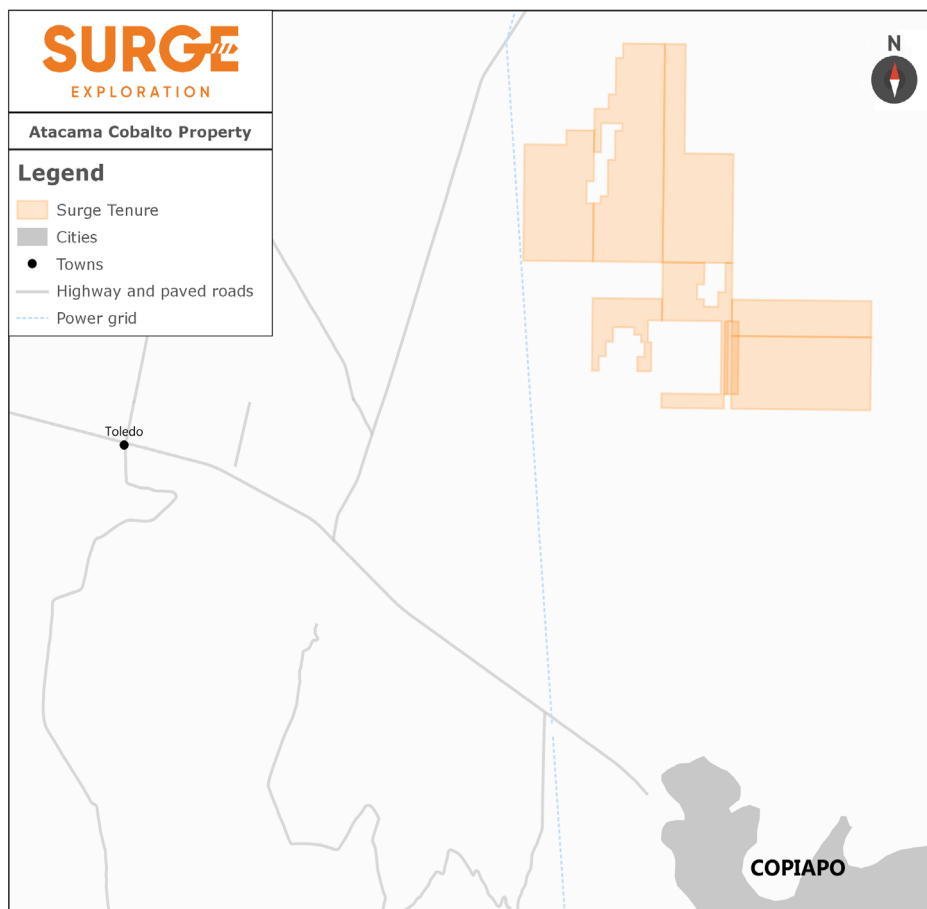 SURGE
EXPLORATION
Atacama Cobalto Property
Legend
Surge Tenure
Cities
Towns
Highway and paved roads
Power grid
N
Toledo
COPIAPO